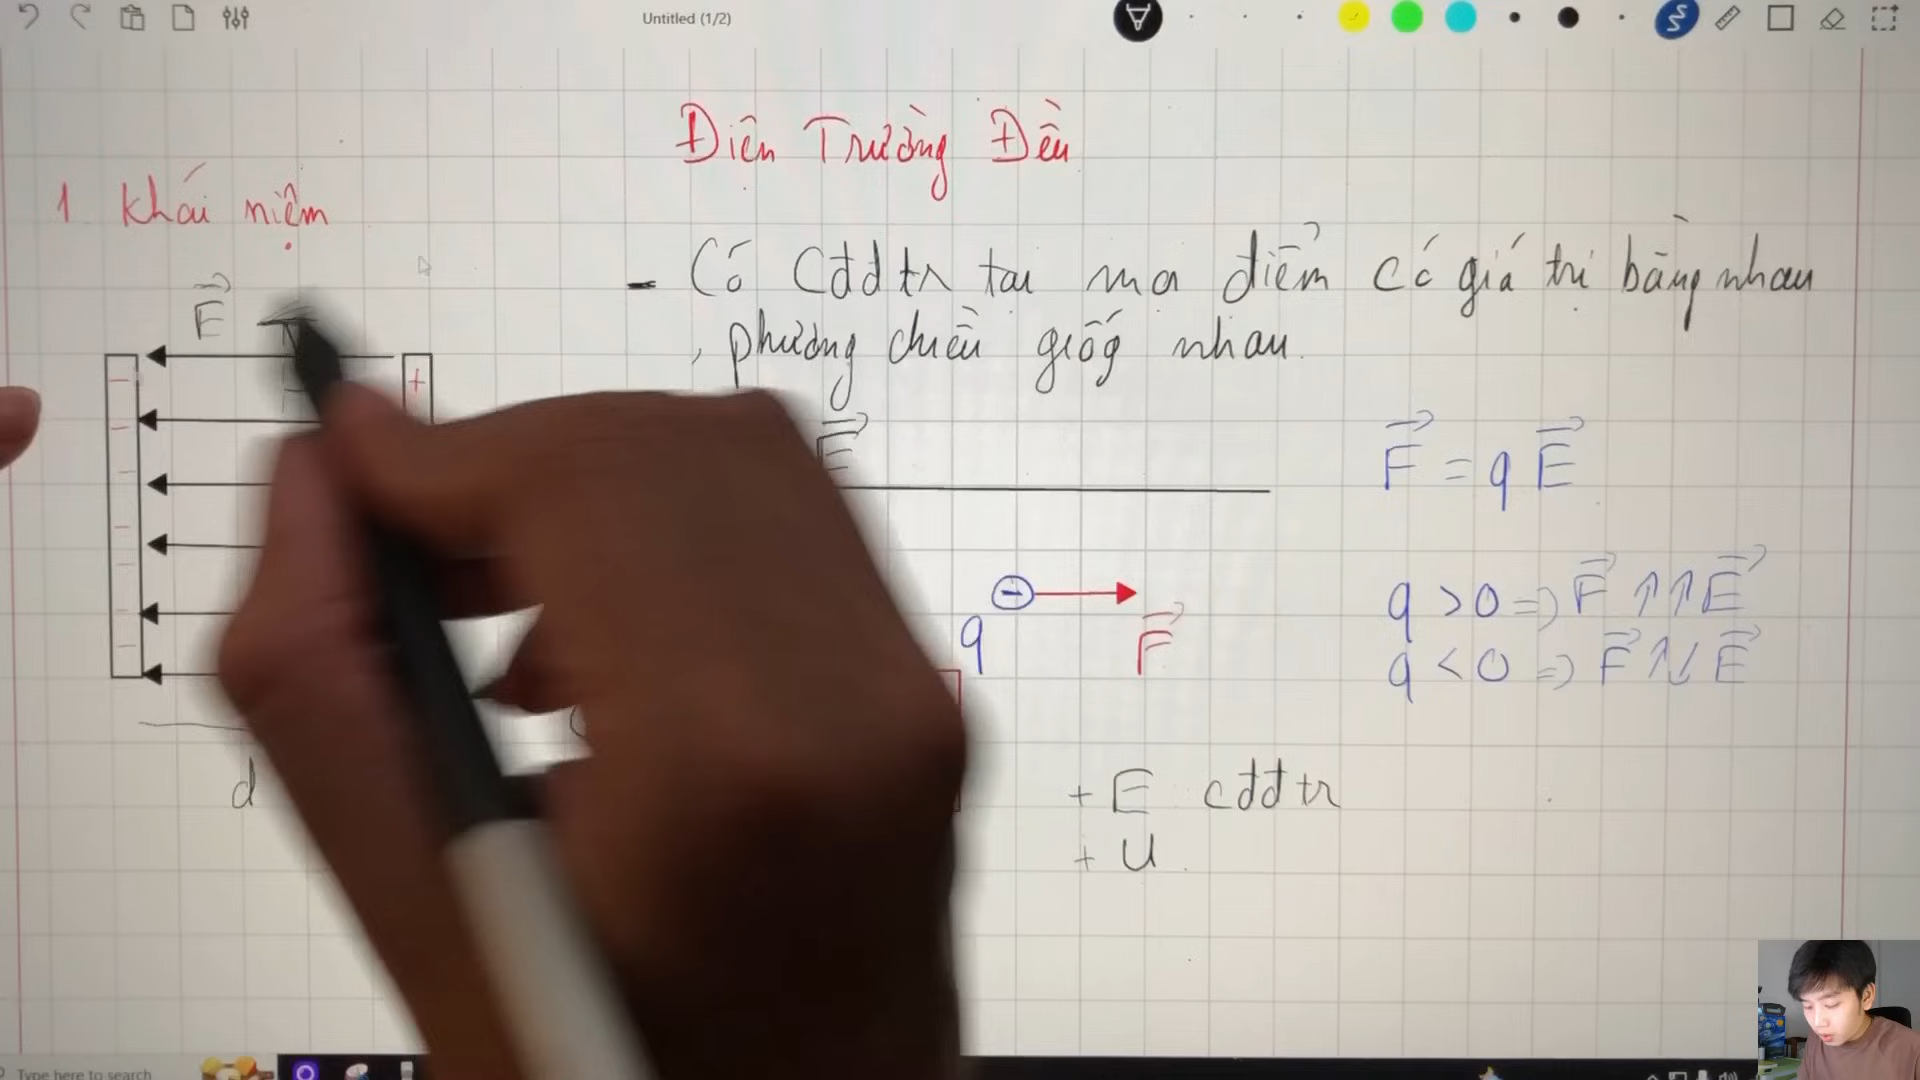 Untitled (1/2)
Điện Trường Đều
1 Khái niệm
- Có Cđđtr tại mọi điểm có giá trị bằng nhau
, phương chiều giống nhau.
E
E
F = q E
q > 0 => F ↑↑ E
q < 0 => F ↑↓ E
q
F
d
+ E cđđtr
+ U
Type here to search